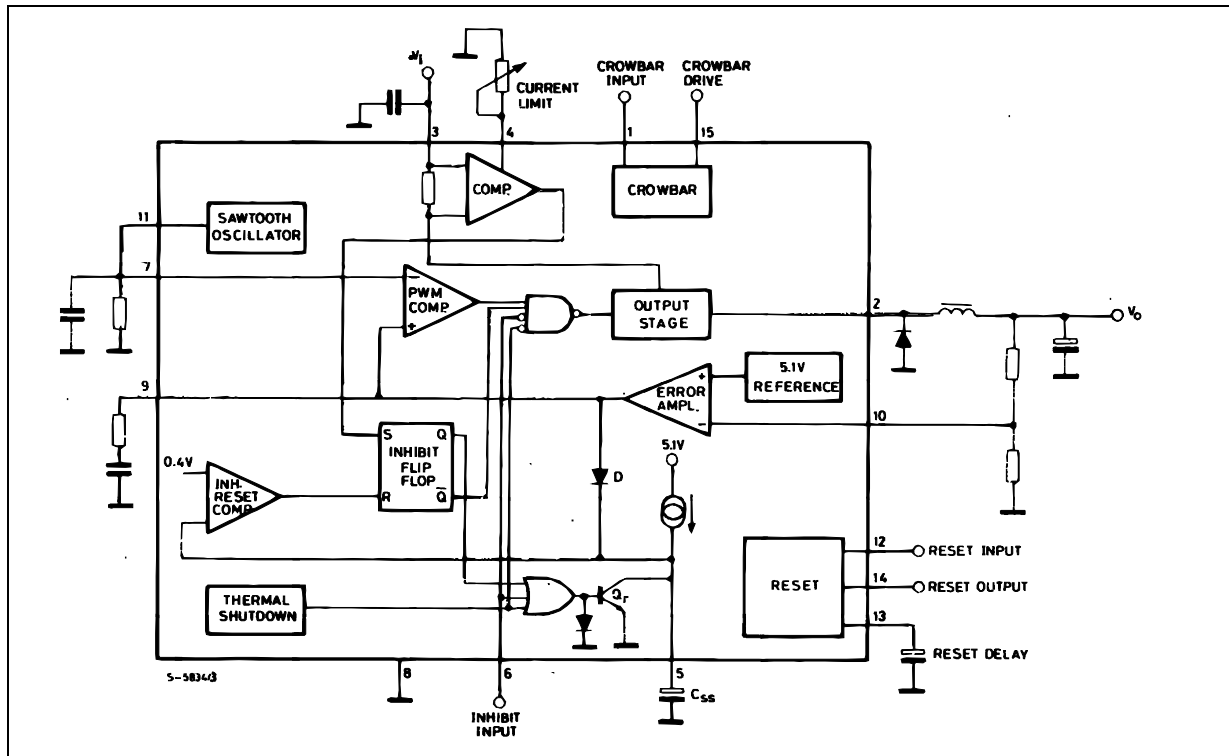 Vi
CURRENT
LIMIT
CROWBAR
INPUT
CROWBAR
DRIVE
3
4
1
15
COMP.
CROWBAR
11
SAWTOOTH
OSCILLATOR
7
−
PWM
COMP.
+
OUTPUT
STAGE
2
Vo
9
+
ERROR
AMPL.
−
5.1V
REFERENCE
10
S
Q
INHIBIT
FLIP
FLOP
R
Q̅
0.4V
INH.
RESET
COMP.
D
5.1V
RESET
12
RESET INPUT
14
RESET OUTPUT
13
RESET DELAY
THERMAL
SHUTDOWN
Qr
S-5834/3
8
6
5
Css
INHIBIT
INPUT